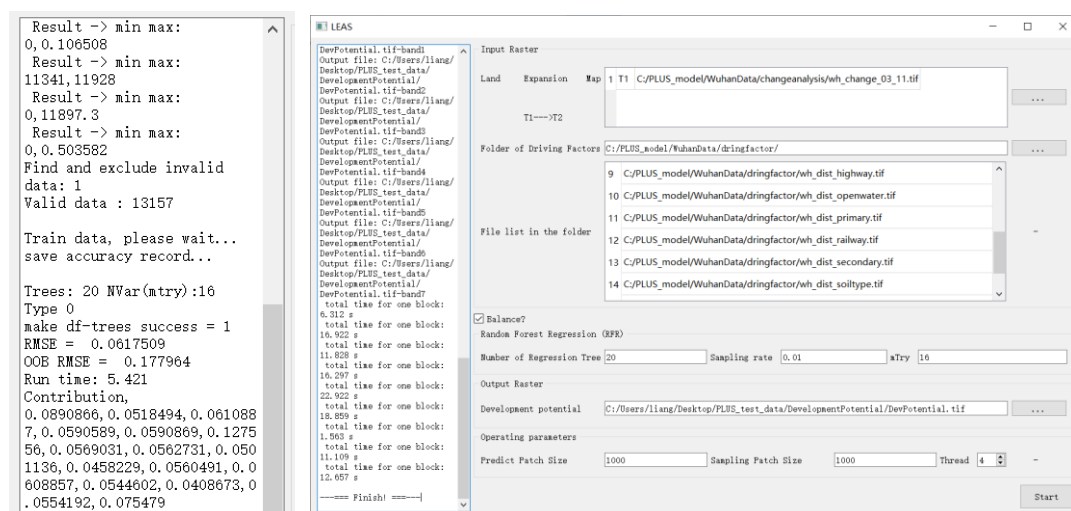 Result -> min max:
0,0.106508
Result -> min max:
11341,11928
Result -> min max:
0,11897.3
Result -> min max:
0,0.503582
Find and exclude invalid
data: 1
Valid data : 13157
Train data, please wait...
save accuracy record...
Trees: 20 NVar(mtry):16
Type 0
make df-trees success = 1
RMSE =  0.0617509
OOB RMSE =  0.177964
Run time: 5.421
Contribution,
0.0890866,0.0518494,0.061088
7,0.0590589,0.0590869,0.1275
56,0.0569031,0.0562731,0.050
1136,0.0458229,0.0560491,0.0
608857,0.0544602,0.0408673,0
.0554192,0.075479
LEAS
DevPotential.tif-band1
Output file: C:/Users/liang/
Desktop/PLUS_test_data/
DevelopmentPotential/
DevPotential.tif-band2
Output file: C:/Users/liang/
Desktop/PLUS_test_data/
DevelopmentPotential/
DevPotential.tif-band3
Output file: C:/Users/liang/
Desktop/PLUS_test_data/
DevelopmentPotential/
DevPotential.tif-band4
Output file: C:/Users/liang/
Desktop/PLUS_test_data/
DevelopmentPotential/
DevPotential.tif-band5
Output file: C:/Users/liang/
Desktop/PLUS_test_data/
DevelopmentPotential/
DevPotential.tif-band6
Output file: C:/Users/liang/
Desktop/PLUS_test_data/
DevelopmentPotential/
DevPotential.tif-band7
total time for one block:
6.312 s
total time for one block:
16.922 s
total time for one block:
11.828 s
total time for one block:
16.297 s
total time for one block:
22.922 s
total time for one block:
18.859 s
total time for one block:
1.563 s
total time for one block:
11.109 s
total time for one block:
12.657 s
---=== Finish! ===---
Input Raster
Land Expansion Map 1 T1 C:/PLUS_model/WuhanData/changeanalysis/wh_change_03_11.tif
...
T1--->T2
Folder of Driving Factors C:/PLUS_model/WuhanData/dringfactor/ ...
File list in the folder
9 C:/PLUS_model/WuhanData/dringfactor/wh_dist_highway.tif
10 C:/PLUS_model/WuhanData/dringfactor/wh_dist_openwater.tif
11 C:/PLUS_model/WuhanData/dringfactor/wh_dist_primary.tif
12 C:/PLUS_model/WuhanData/dringfactor/wh_dist_railway.tif
13 C:/PLUS_model/WuhanData/dringfactor/wh_dist_secondary.tif
14 C:/PLUS_model/WuhanData/dringfactor/wh_dist_soiltype.tif
-
Balance?
Random Forest Regression (RFR)
Number of Regression Tree 20 Sampling rate 0.01 mTry 16
Output Raster
Development potential C:/Users/liang/Desktop/PLUS_test_data/DevelopmentPotential/DevPotential.tif ...
Operating parameters
Predict Patch Size 1000 Sampling Patch Size 1000 Thread 4 -
Start